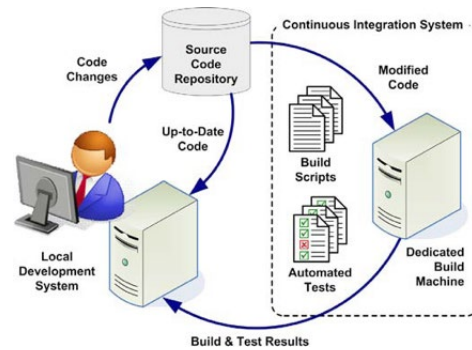 Continuous Integration System
Source
Code
Repository
Code
Changes
Modified
Code
Up-to-Date
Code
Build
Scripts
Automated
Tests
Local
Development
System
Dedicated
Build
Machine
Build & Test Results